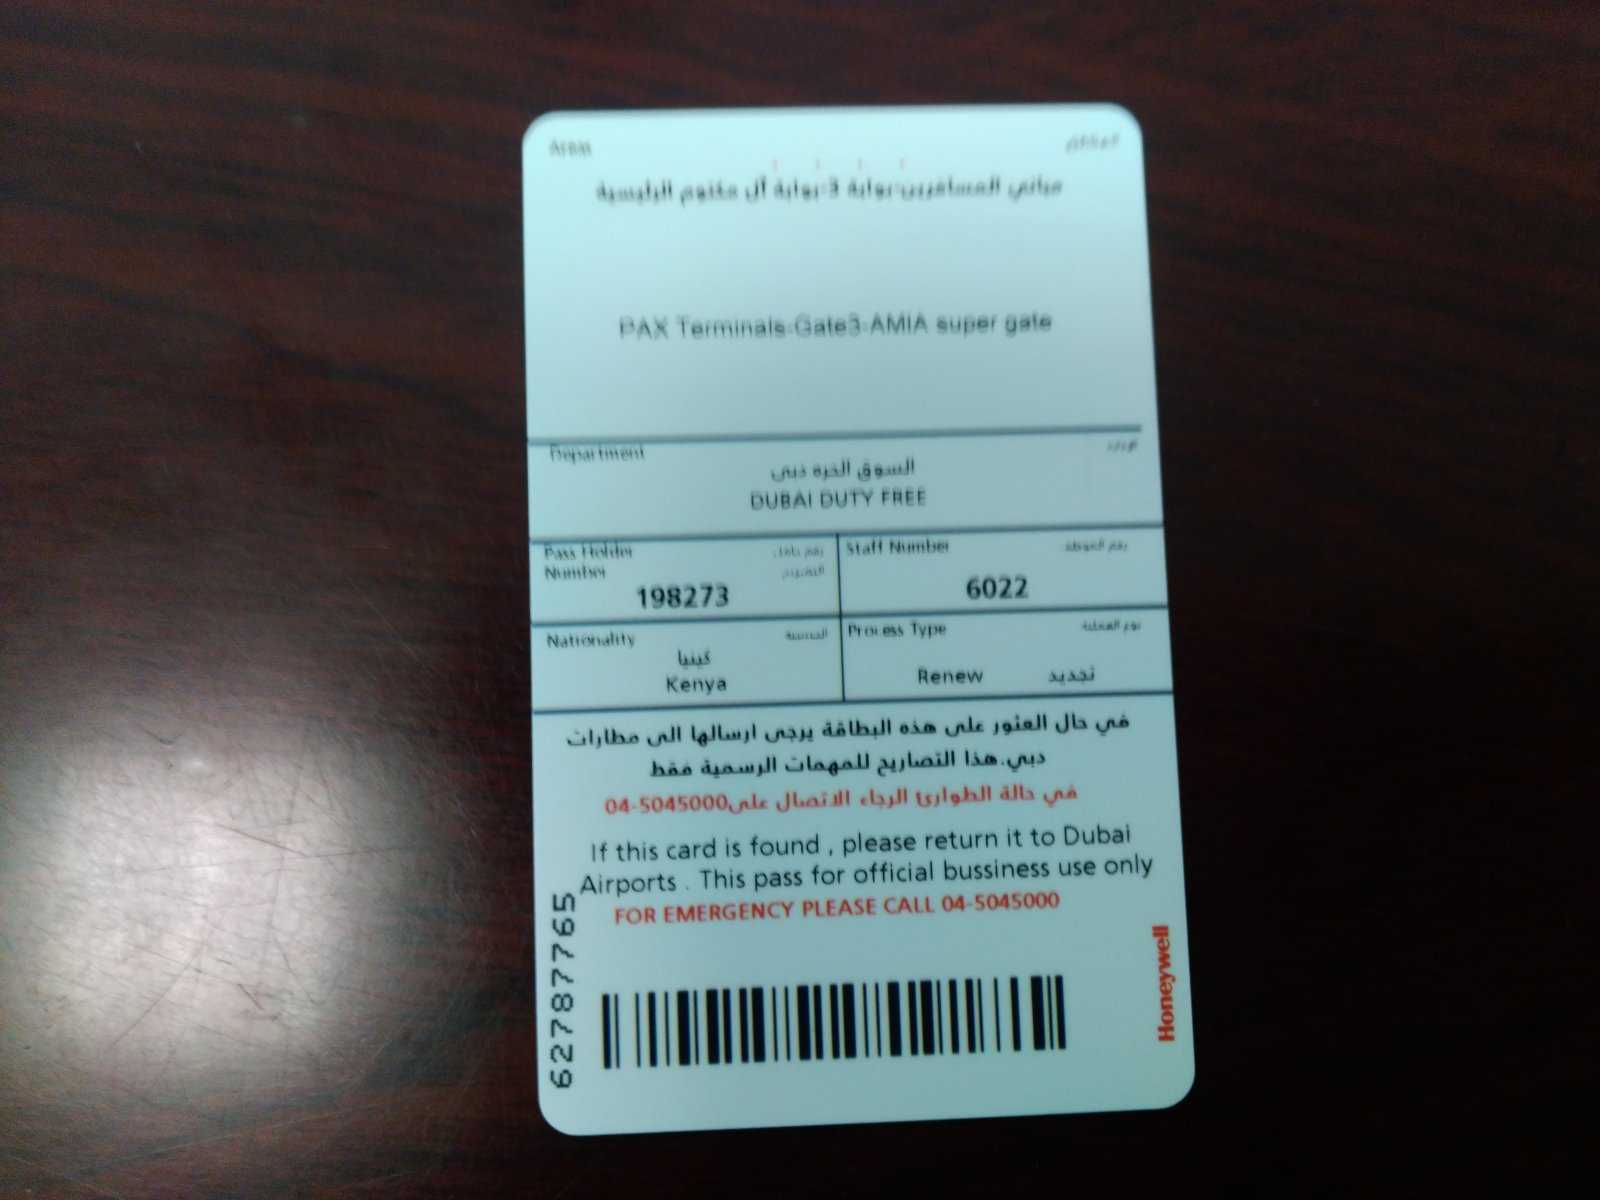 Areas
مباني المسافرين-بوابة 3-بوابة آل مكتوم الرئيسية
PAX Terminals-Gate3-AMIA super gate
Department
السوق الحره دبي
DUBAI DUTY FREE
Pass Holder
Number
198273
Staff Number
6022
Nationality الجنسية
كينيا
Kenya
Process Type نوع العملية
Renew تجديد
في حال العثور على هذه البطاقة يرجى ارسالها الى مطارات
دبي.هذا التصاريح للمهمات الرسمية فقط
في حالة الطوارئ الرجاء الاتصال على04-5045000
If this card is found , please return it to Dubai
Airports . This pass for official bussiness use only
FOR EMERGENCY PLEASE CALL 04-5045000
62787765
Honeywell